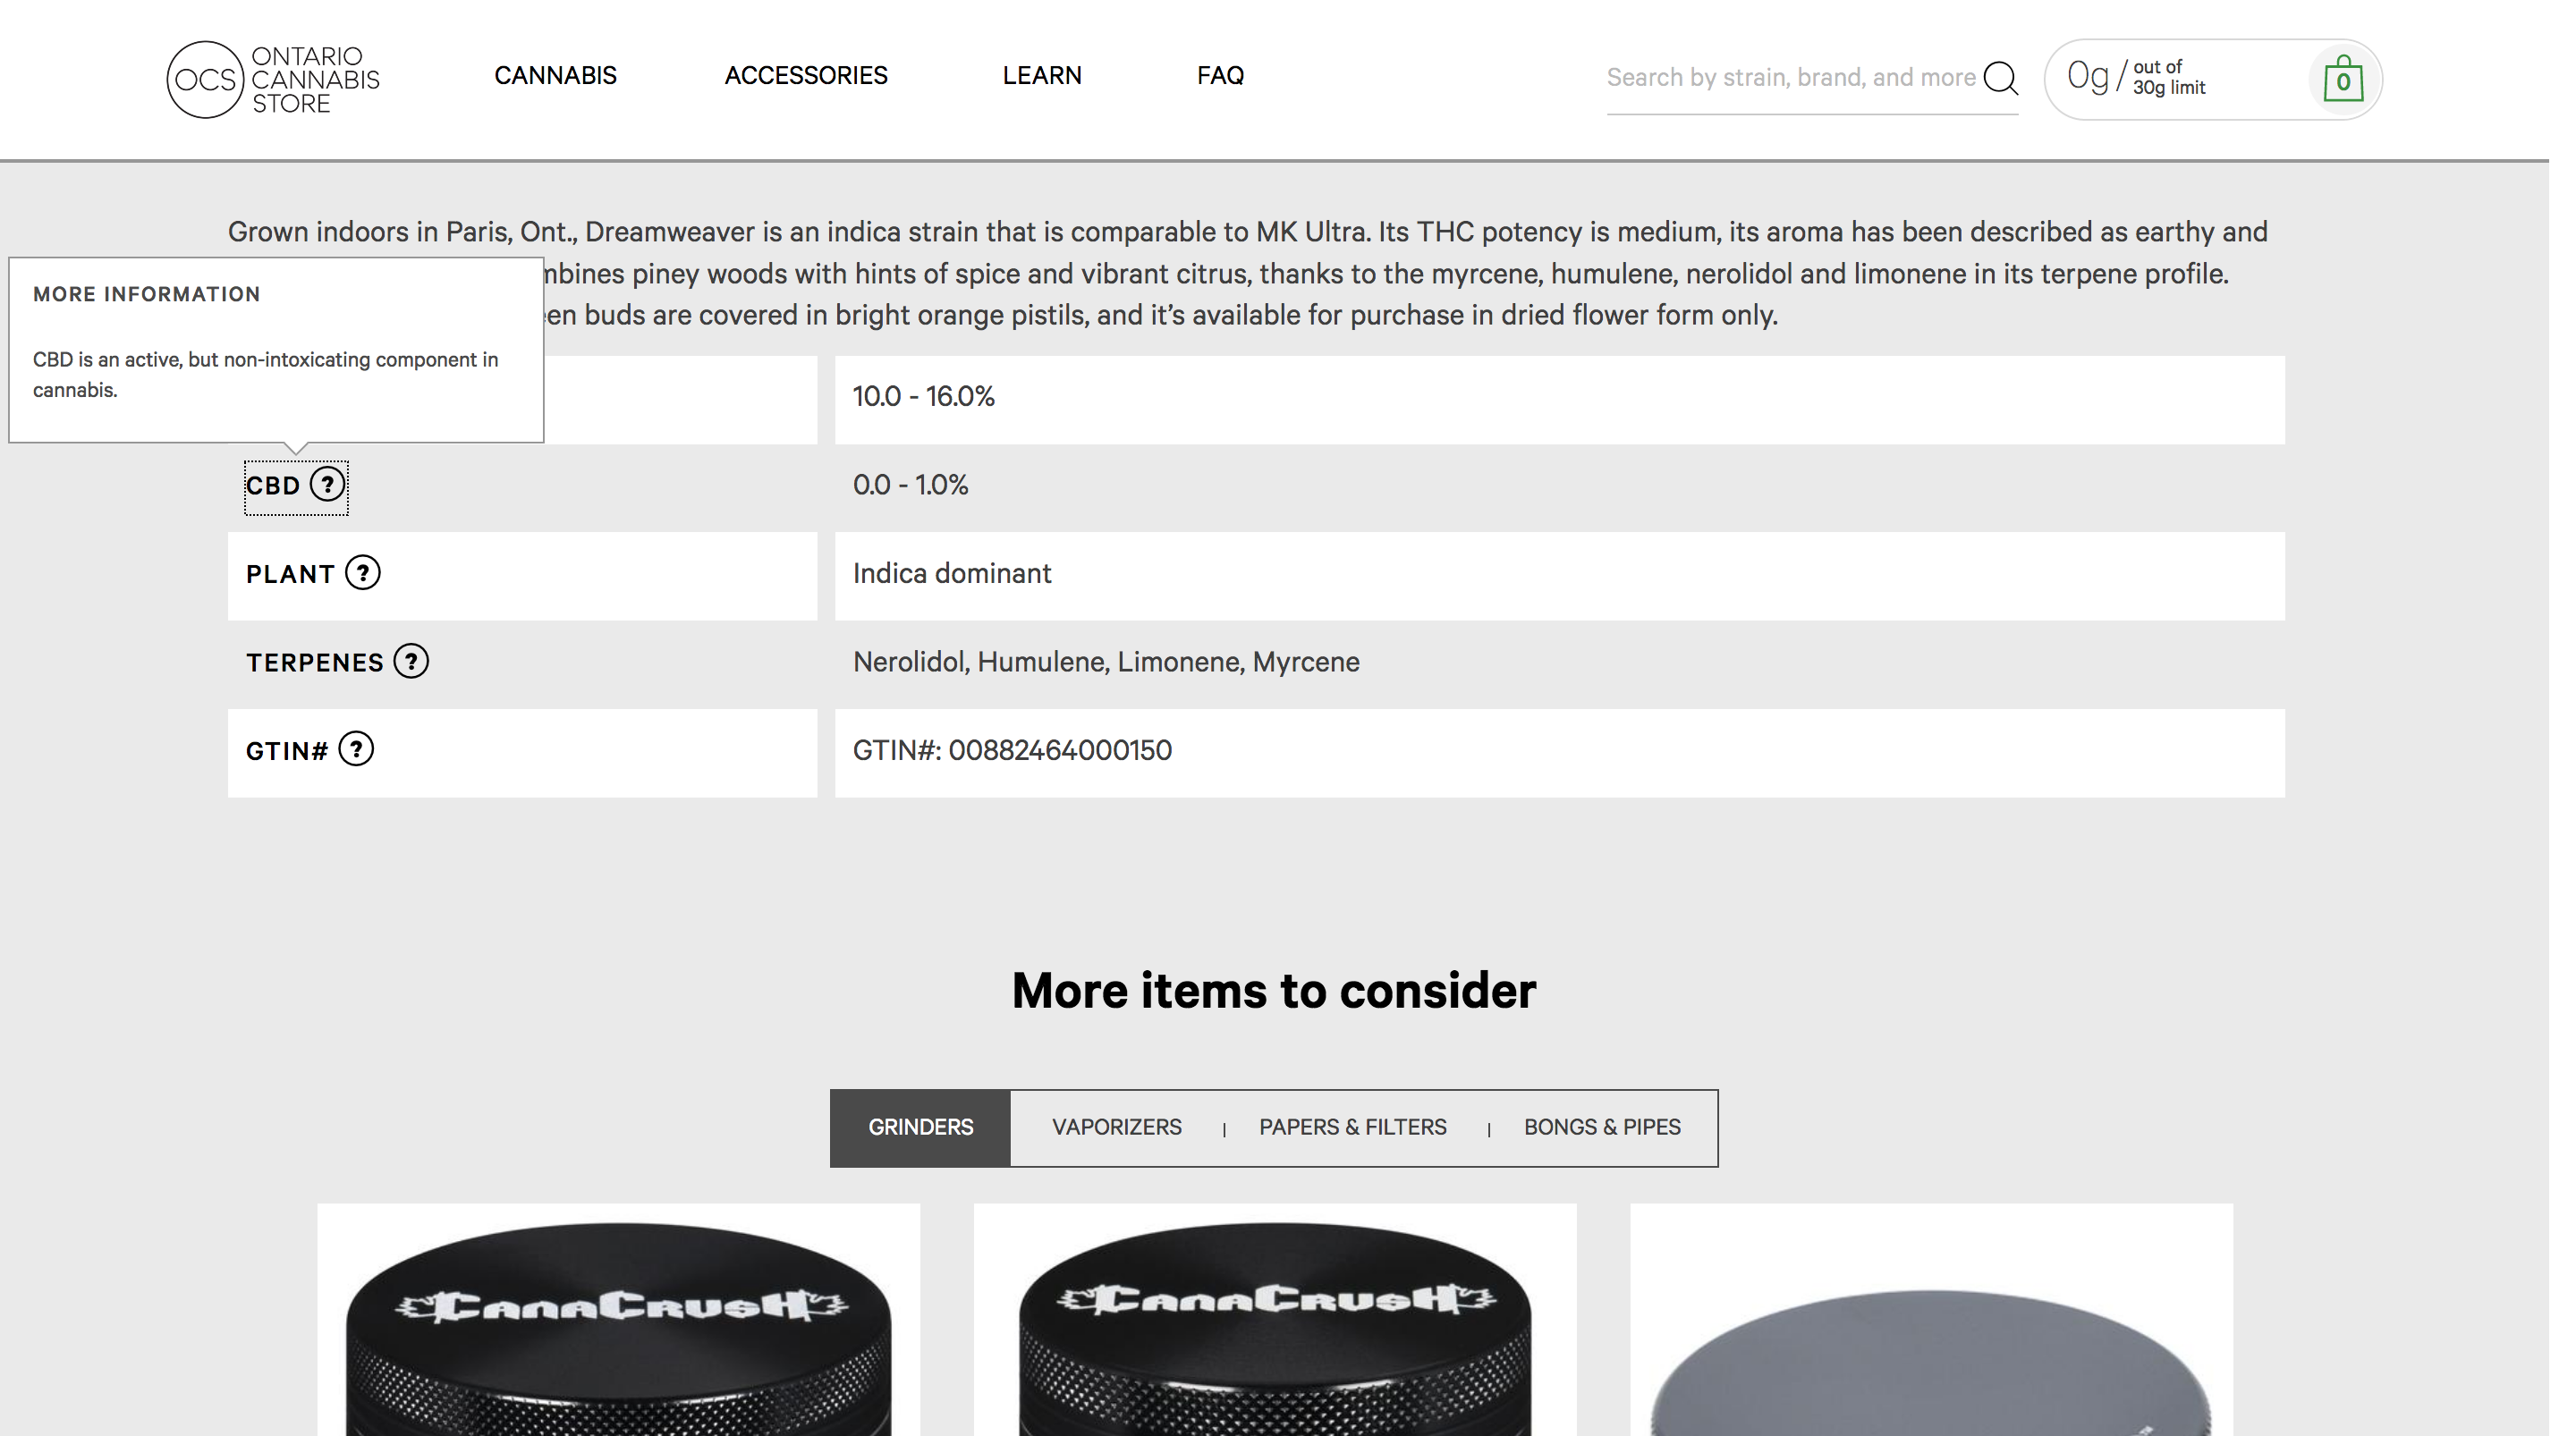 OCS ONTARIO CANNABIS STORE
CANNABIS
ACCESSORIES
LEARN
FAQ
Search by strain, brand, and more
0g / out of 30g limit
0
Grown indoors in Paris, Ont., Dreamweaver is an indica strain that is comparable to MK Ultra. Its THC potency is medium, its aroma has been described as earthy and
piney woods with hints of spice and vibrant citrus, thanks to the myrcene, humulene, nerolidol and limonene in its terpene profile.
buds are covered in bright orange pistils, and it’s available for purchase in dried flower form only.
MORE INFORMATION
CBD is an active, but non-intoxicating component in
cannabis.
10.0 - 16.0%
CBD ?
0.0 - 1.0%
PLANT ?
Indica dominant
TERPENES ?
Nerolidol, Humulene, Limonene, Myrcene
GTIN# ?
GTIN#: 00882464000150
More items to consider
GRINDERS
VAPORIZERS
PAPERS & FILTERS
BONGS & PIPES
CANACRUSH
CANACRUSH